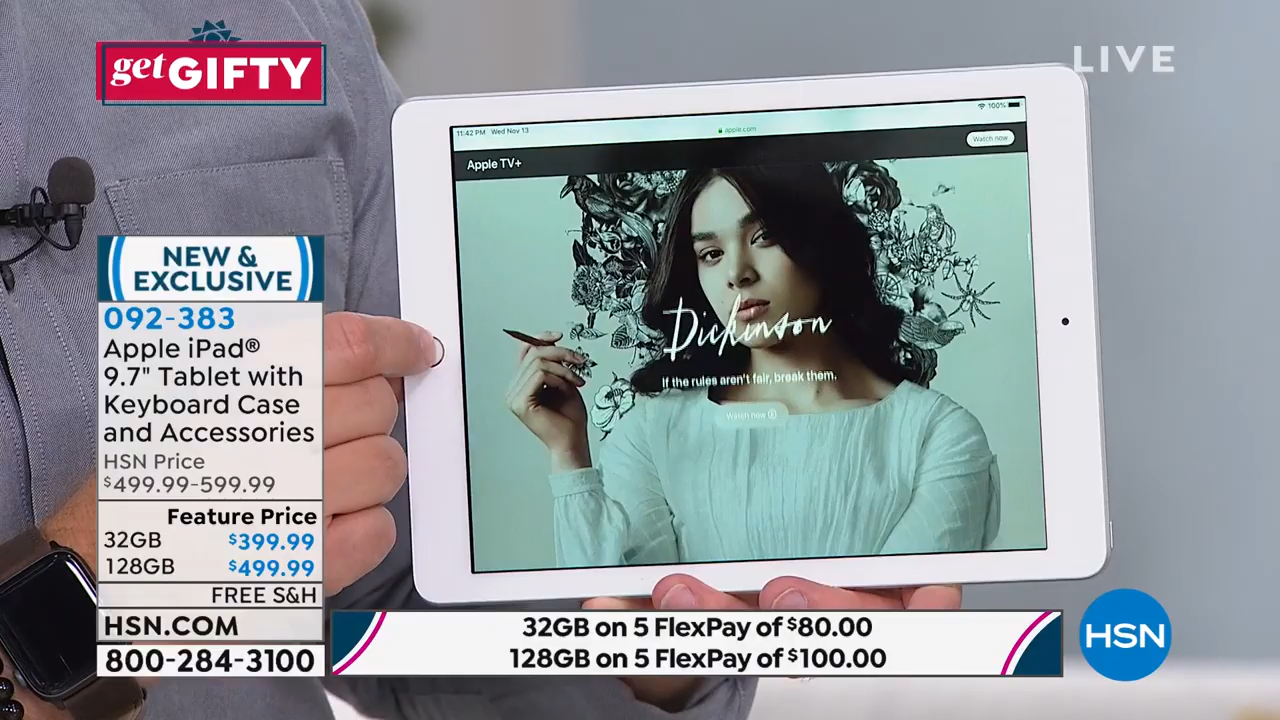 getGIFTY
LIVE
11:42 PM Wed Nov 13
apple.com
100%
Apple TV+
Watch now
Dickinson
If the rules aren't fair, break them.
Watch now
NEW &
EXCLUSIVE
092-383
Apple iPad®
9.7" Tablet with
Keyboard Case
and Accessories
HSN Price
$499.99-599.99
Feature Price
32GB $399.99
128GB $499.99
FREE S&H
HSN.COM
800-284-3100
32GB on 5 FlexPay of $80.00
128GB on 5 FlexPay of $100.00
HSN